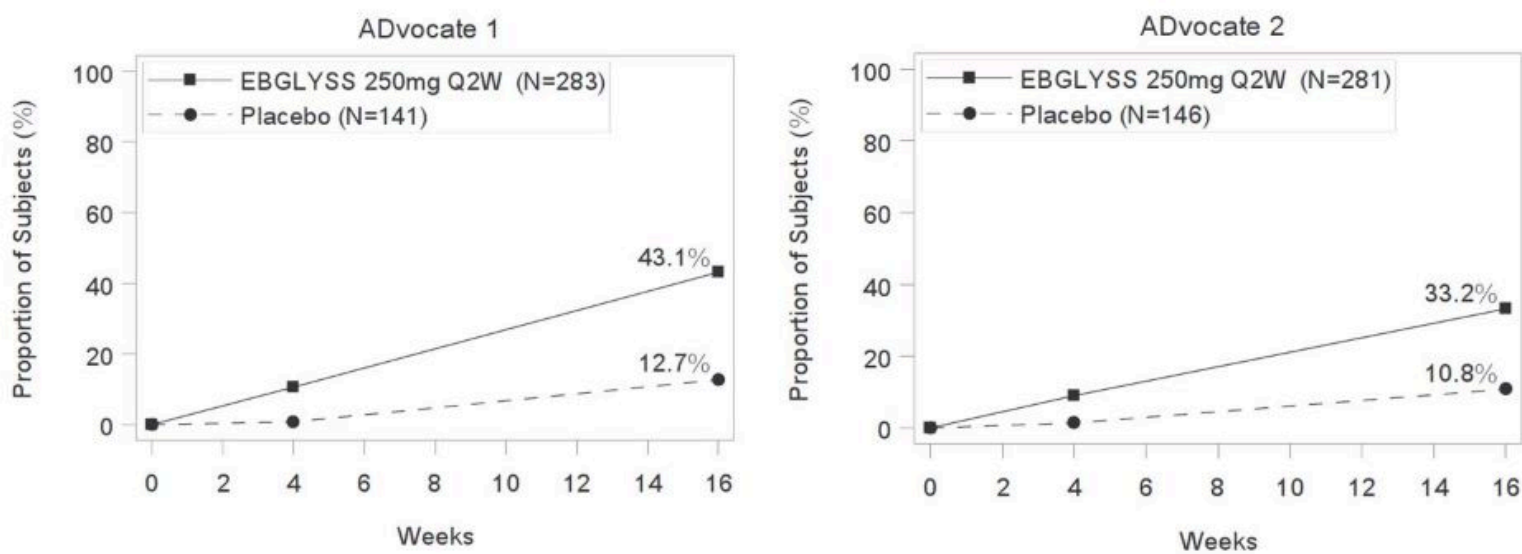 ADvocate 1
EBGLYSS 250mg Q2W (N=283)
Placebo (N=141)
Proportion of Subjects (%)
100
80
60
40
20
0
43.1%
12.7%
0 2 4 6 8 10 12 14 16
Weeks
ADvocate 2
EBGLYSS 250mg Q2W (N=281)
Placebo (N=146)
Proportion of Subjects (%)
100
80
60
40
20
0
33.2%
10.8%
0 2 4 6 8 10 12 14 16
Weeks